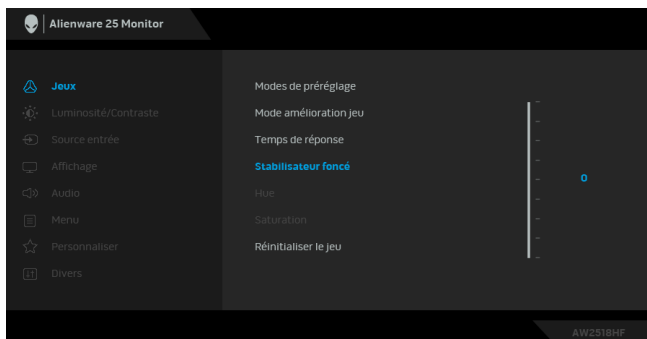 Alienware 25 Monitor
Jeux
Luminosité/Contraste
Source entrée
Affichage
Audio
Menu
Personnaliser
Divers
Modes de préréglage
Mode amélioration jeu
Temps de réponse
Stabilisateur foncé
Hue
Saturation
Réinitialiser le jeu
0
AW2518HF